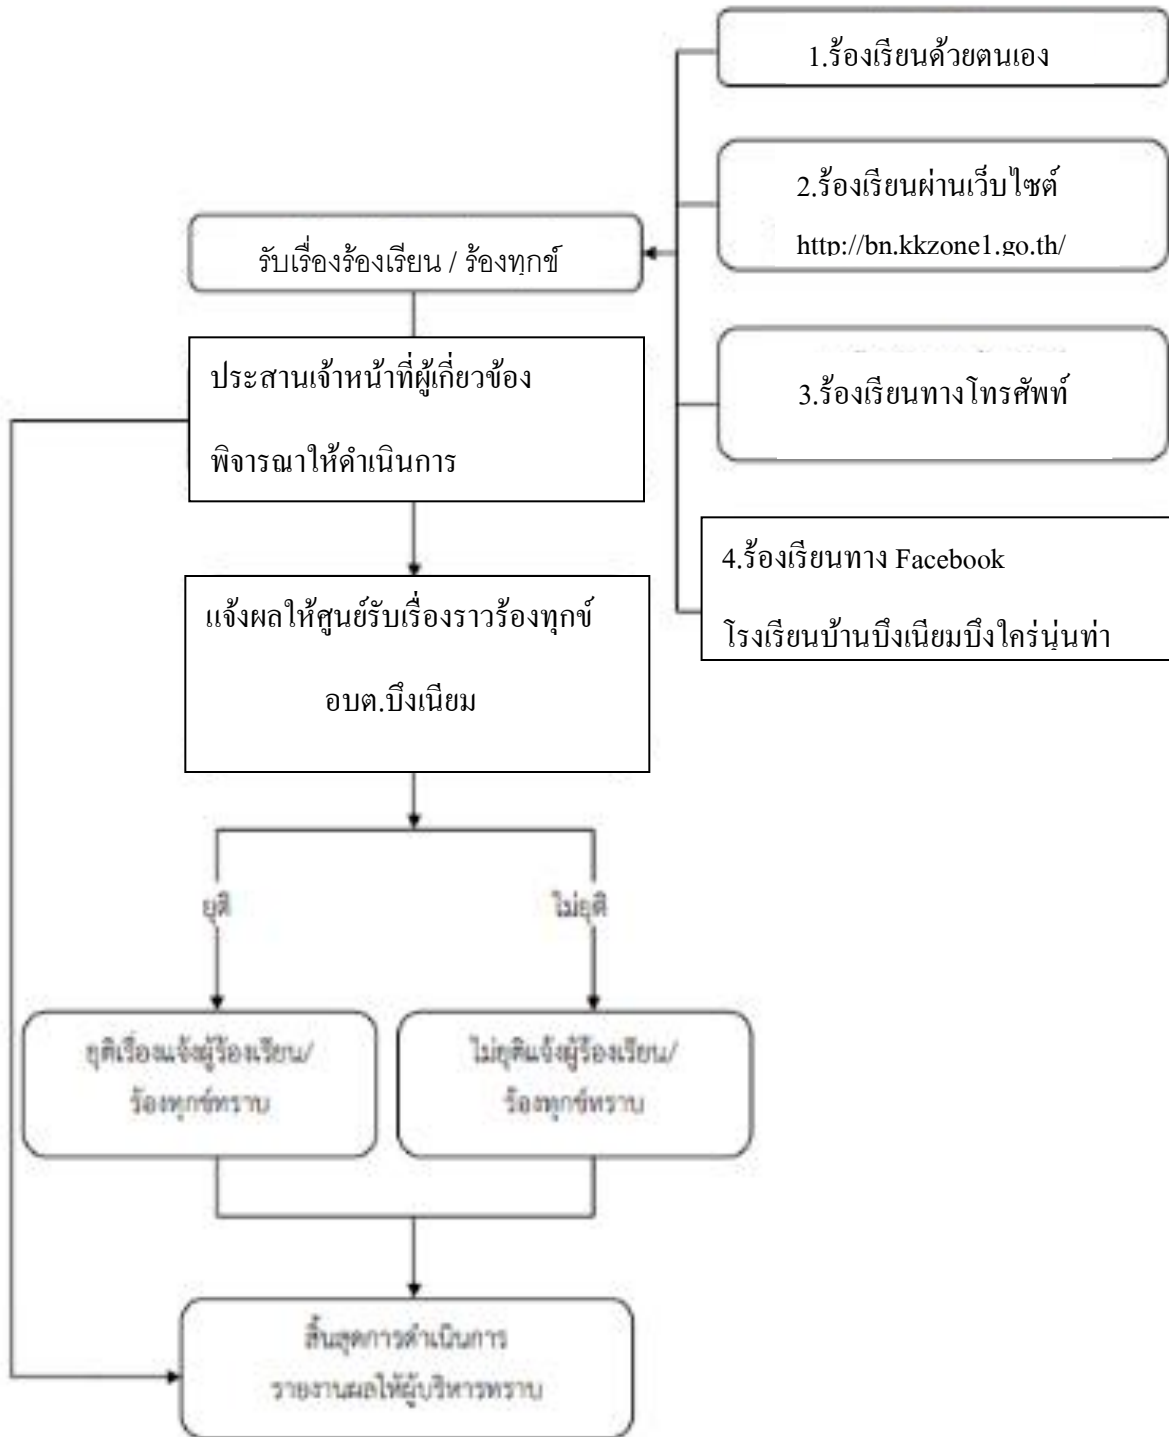 1.ร้องเรียนด้วยตนเอง
2.ร้องเรียนผ่านเว็บไซต์
http://bn.kkzone1.go.th/
รับเรื่องร้องเรียน / ร้องทุกข์
ประสานเจ้าหน้าที่ผู้เกี่ยวข้อง
พิจารณาให้ดำเนินการ
3.ร้องเรียนทางโทรศัพท์
4.ร้องเรียนทาง Facebook
โรงเรียนบ้านบึงเนียมบึงใคร่นุ่นท่า
แจ้งผลให้ศูนย์รับเรื่องราวร้องทุกข์
อบต.บึงเนียม
ยุติ
ไม่ยุติ
ยุติเรื่องแจ้งผู้ร้องเรียน/
ร้องทุกข์ทราบ
ไม่ยุติแจ้งผู้ร้องเรียน/
ร้องทุกข์ทราบ
สิ้นสุดการดำเนินการ
รายงานผลให้ผู้บริหารทราบ